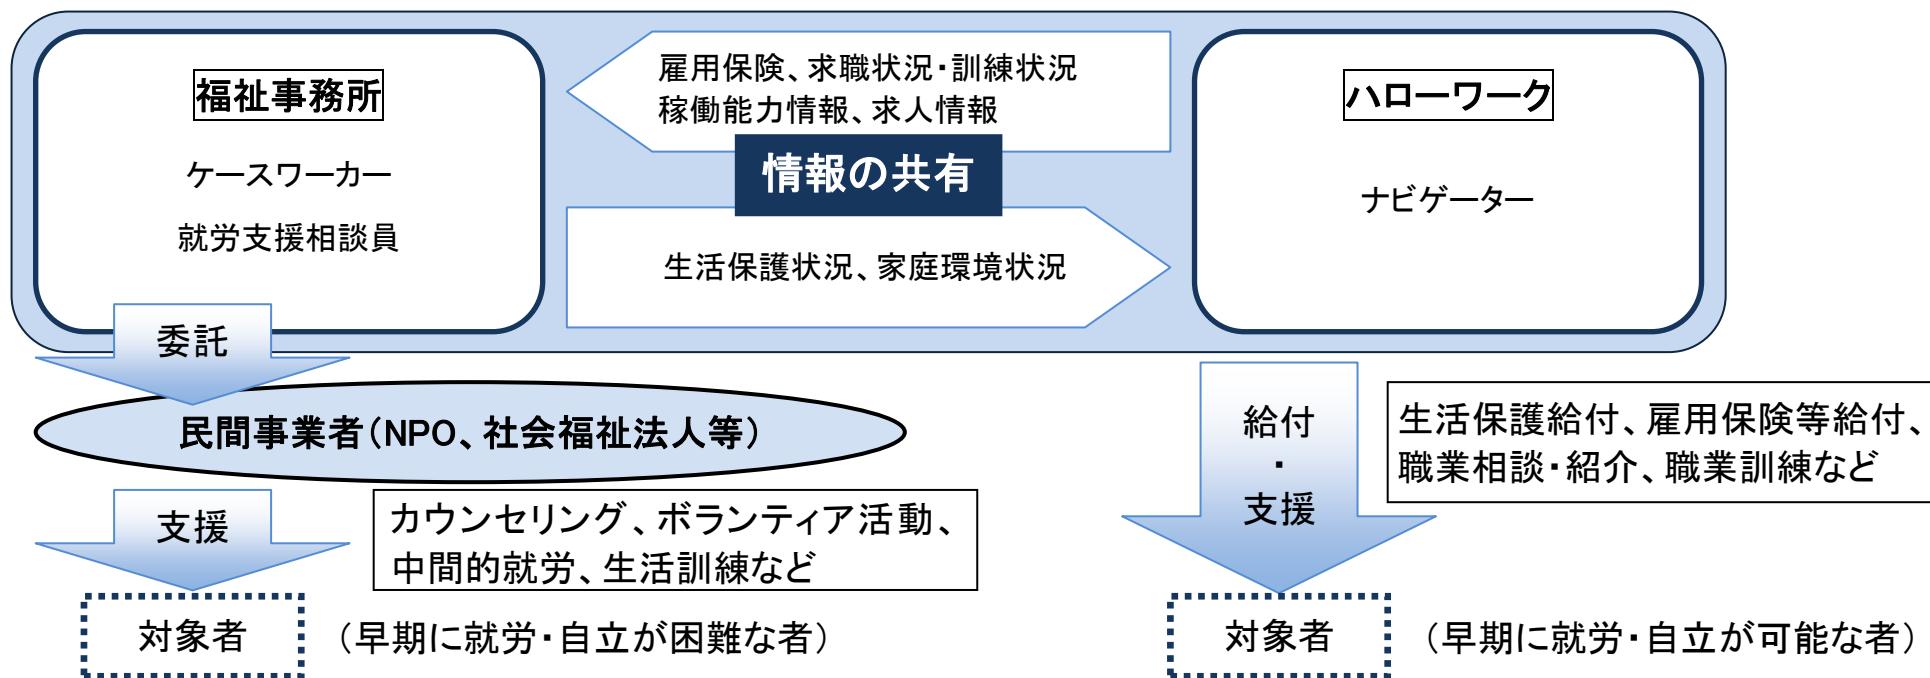 福祉事務所
ケースワーカー
就労支援相談員
雇用保険、求職状況・訓練状況
稼働能力情報、求人情報
情報の共有
生活保護状況、家庭環境状況
ハローワーク
ナビゲーター
委託
民間事業者(NPO、社会福祉法人等)
支援
カウンセリング、ボランティア活動、
中間的就労、生活訓練など
対象者
(早期に就労・自立が困難な者)
給付
・
支援
生活保護給付、雇用保険等給付、
職業相談・紹介、職業訓練など
対象者
(早期に就労・自立が可能な者)